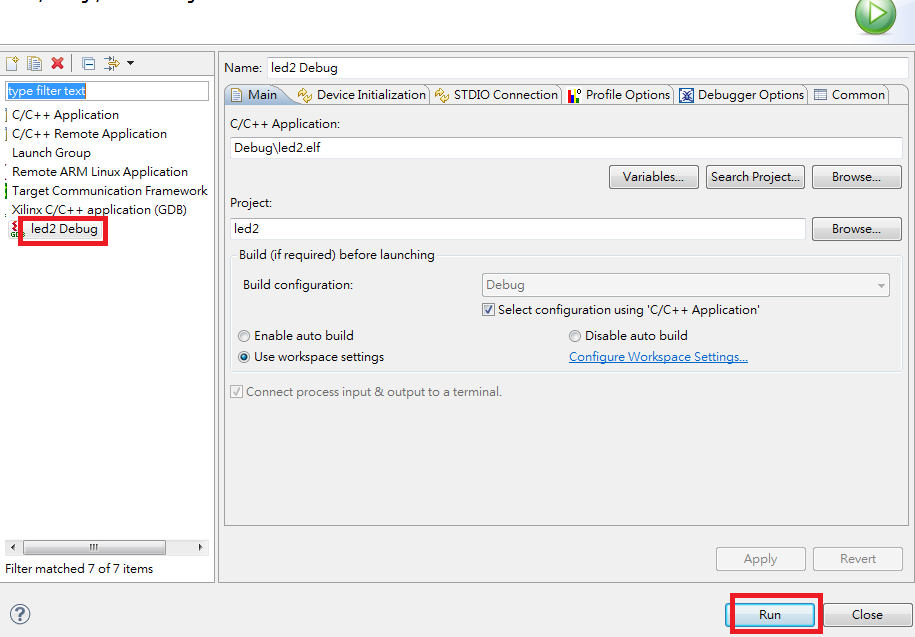 Name: led2 Debug
type filter text
Main Device Initialization STDIO Connection Profile Options Debugger Options Common
C/C++ Application
C/C++ Remote Application
Launch Group
Remote ARM Linux Application
Target Communication Framework
Xilinx C/C++ application (GDB)
led2 Debug
C/C++ Application:
Debug\led2.elf
Variables... Search Project... Browse...
Project:
led2
Browse...
Build (if required) before launching
Build configuration: Debug
Select configuration using 'C/C++ Application'
Enable auto build Disable auto build
Use workspace settings Configure Workspace Settings...
Connect process input & output to a terminal.
Filter matched 7 of 7 items
Apply Revert
Run Close